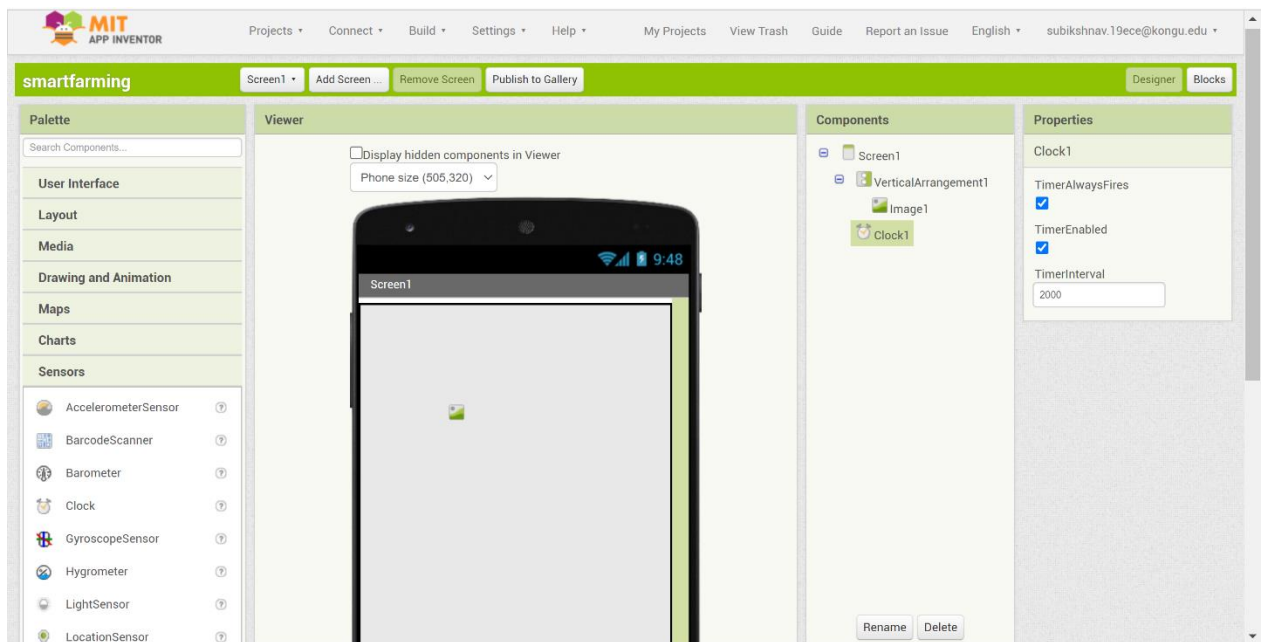 MIT
APP INVENTOR
Projects Connect Build Settings Help My Projects View Trash Guide Report an Issue English subikshnav.19ece@kongu.edu
smartfarming Screen1 Add Screen ... Remove Screen Publish to Gallery Designer Blocks
Palette
Search Components...
User Interface
Layout
Media
Drawing and Animation
Maps
Charts
Sensors
AccelerometerSensor ?
BarcodeScanner ?
Barometer ?
Clock ?
GyroscopeSensor ?
Hygrometer ?
LightSensor ?
LocationSensor ?
Viewer
Display hidden components in Viewer
Phone size (505,320)
9:48
Screen1
Components
Screen1
VerticalArrangement1
Image1
Clock1
Rename Delete
Properties
Clock1
TimerAlwaysFires
TimerEnabled
TimerInterval
2000